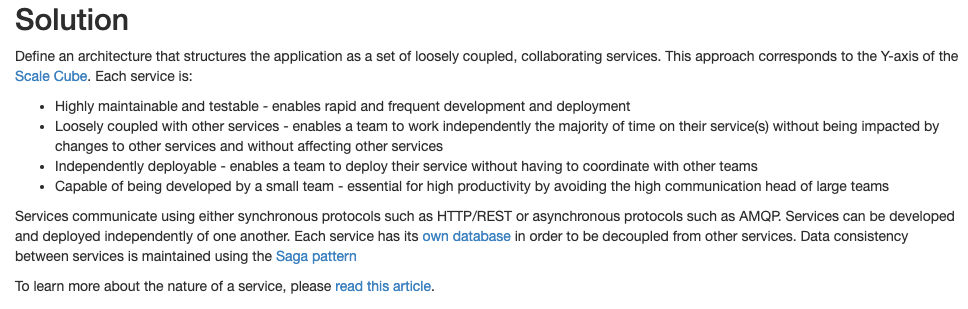 Solution
Define an architecture that structures the application as a set of loosely coupled, collaborating services. This approach corresponds to the Y-axis of the
Scale Cube. Each service is:
• Highly maintainable and testable - enables rapid and frequent development and deployment
• Loosely coupled with other services - enables a team to work independently the majority of time on their service(s) without being impacted by
changes to other services and without affecting other services
• Independently deployable - enables a team to deploy their service without having to coordinate with other teams
• Capable of being developed by a small team - essential for high productivity by avoiding the high communication head of large teams
Services communicate using either synchronous protocols such as HTTP/REST or asynchronous protocols such as AMQP. Services can be developed
and deployed independently of one another. Each service has its own database in order to be decoupled from other services. Data consistency
between services is maintained using the Saga pattern
To learn more about the nature of a service, please read this article.